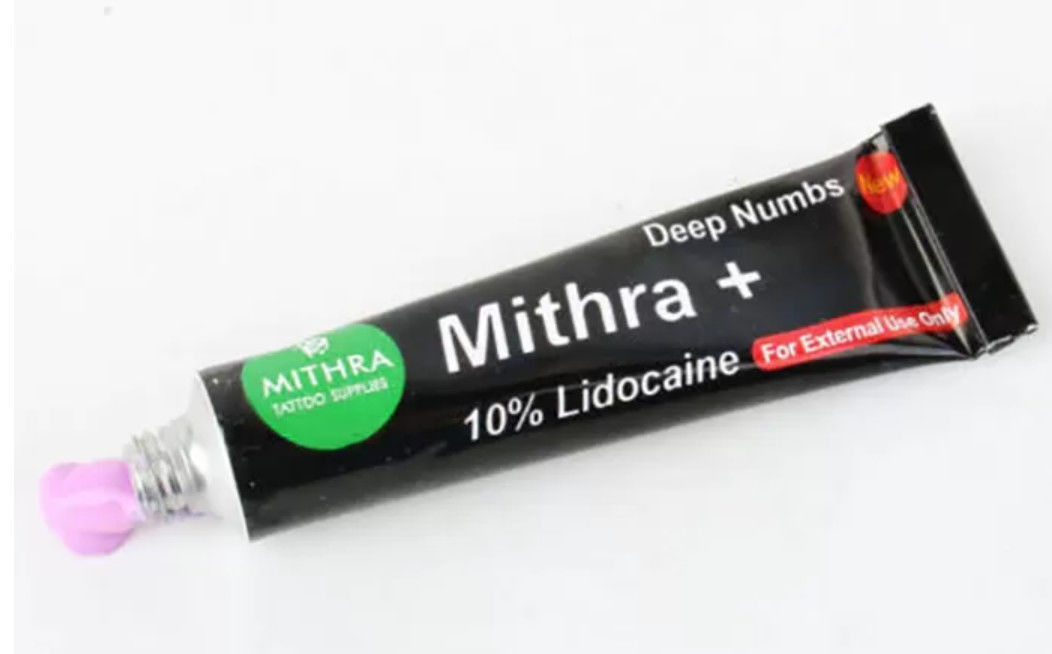 Deep Numbs
New
Mithra +
10% Lidocaine
For External Use Only
MITHRA
TATTOO SUPPLIES